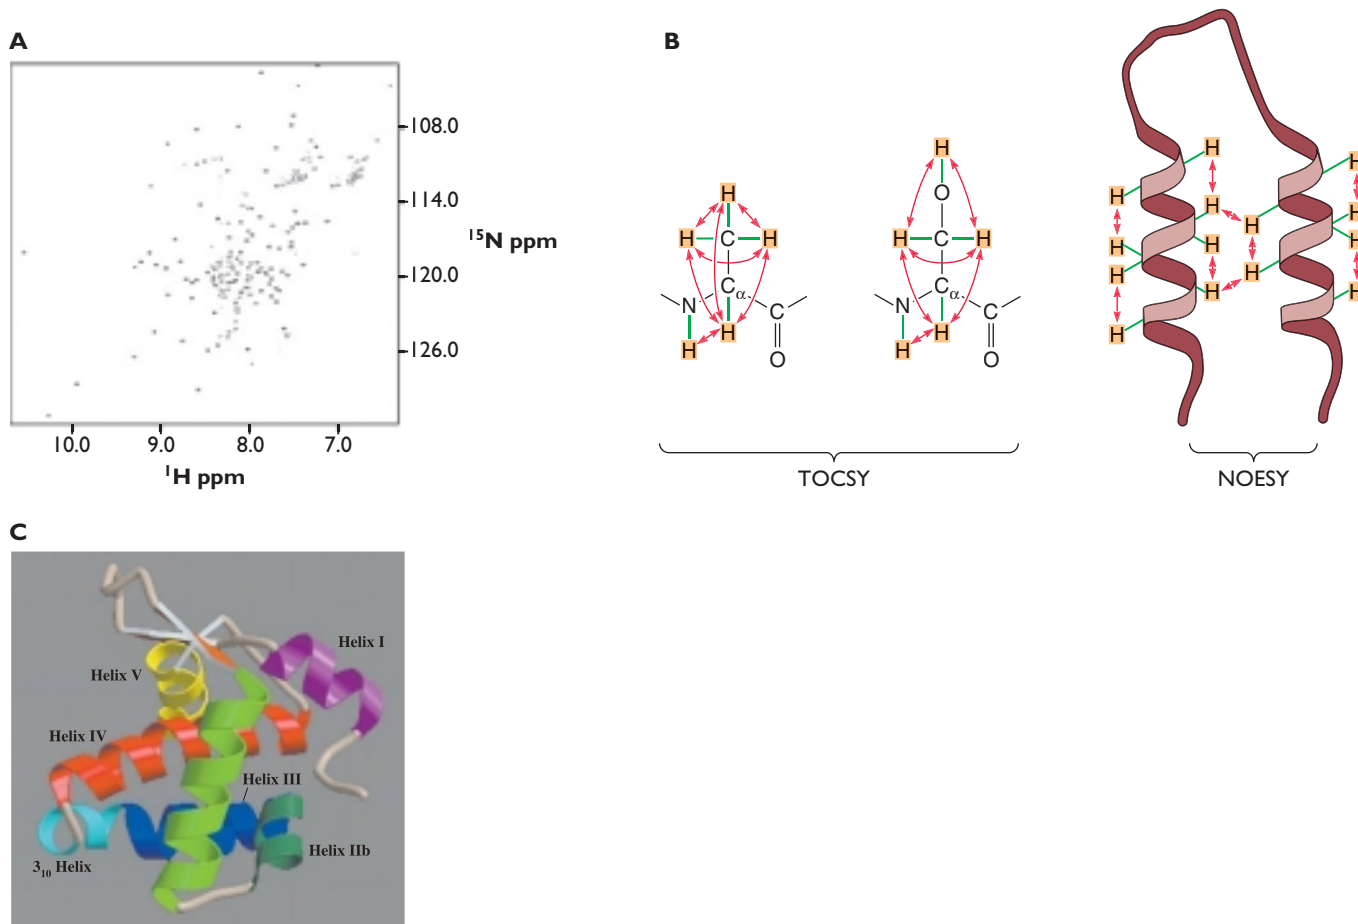 A
108.0
114.0
15N ppm
120.0
126.0
10.0 9.0 8.0 7.0
1H ppm
B
H
H C H
N Cα C
H H O
H
O
H C H
N Cα C
H H O
TOCSY
H H
H H H
H H H
H H H H
H H
H
NOESY
C
Helix I
Helix V
Helix IV
Helix III
Helix IIb
310 Helix